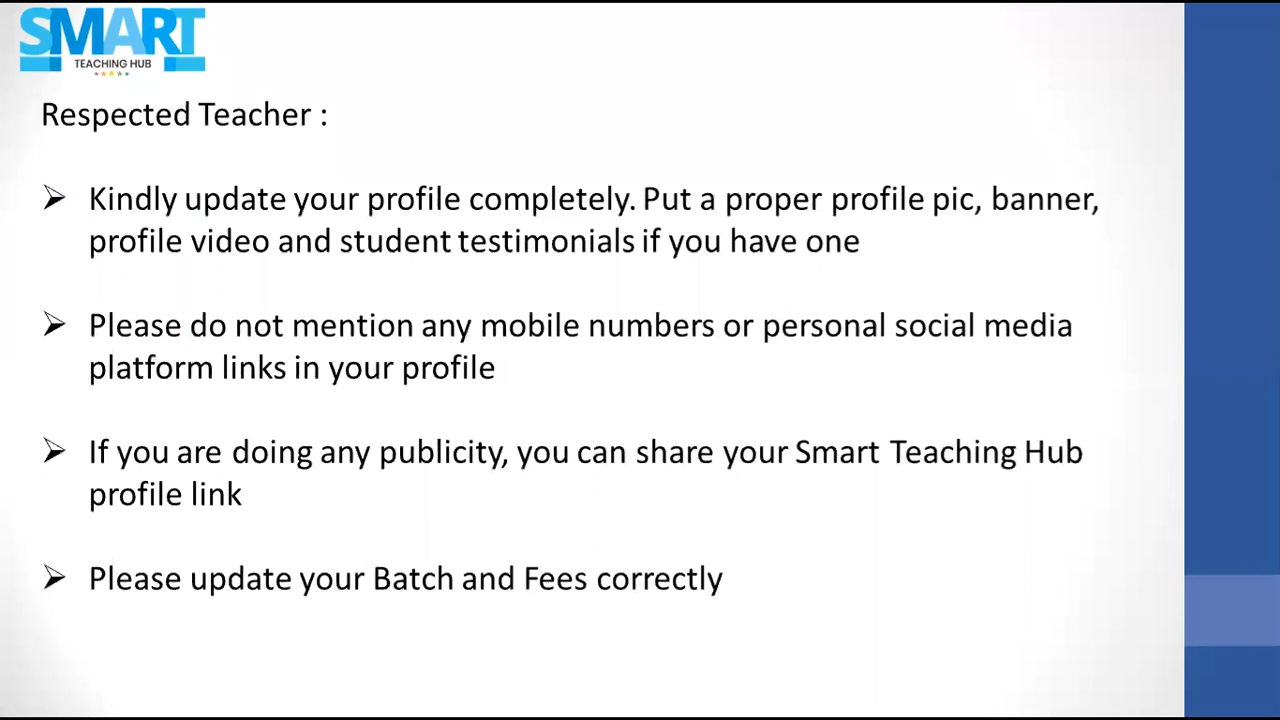 SMART
TEACHING HUB
Respected Teacher :
➢ Kindly update your profile completely. Put a proper profile pic, banner,
profile video and student testimonials if you have one
➢ Please do not mention any mobile numbers or personal social media
platform links in your profile
➢ If you are doing any publicity, you can share your Smart Teaching Hub
profile link
➢ Please update your Batch and Fees correctly